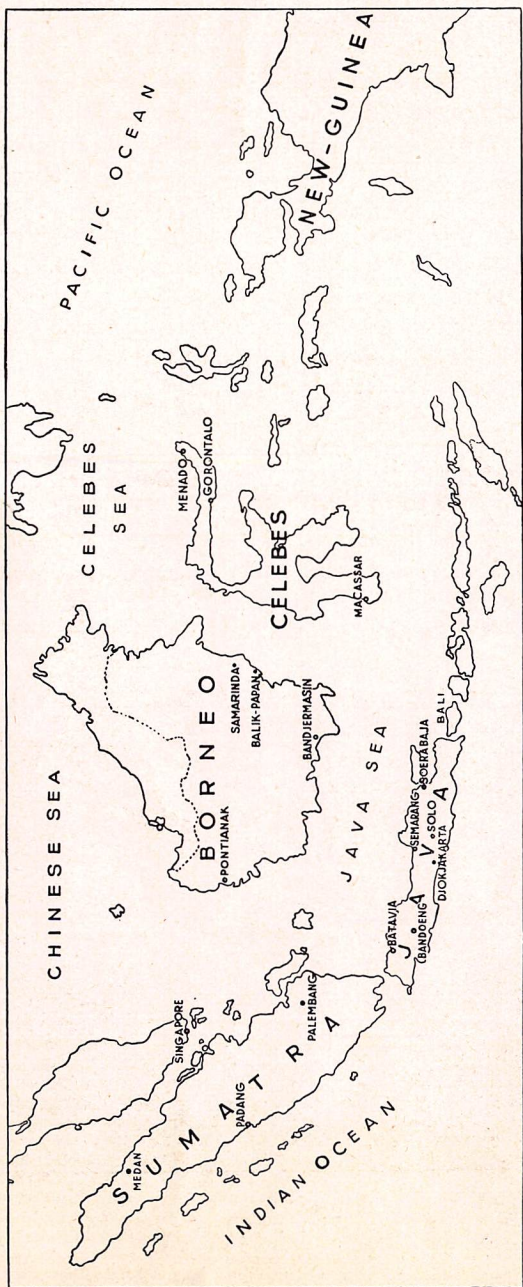 PACIFIC OCEAN
CHINESE SEA
CELEBES
SEA
NEW-GUINEA
MENADO
GORONTALO
CELEBES
MACASSAR
BORNEO
SAMARINDA
BALIK-PAPAN
PONTIANAK
BANDJERMASIN
JAVA SEA
SINGAPORE
MEDAN
SUMATRA
PADANG
PALEMBANG
INDIAN OCEAN
BATAVJA
JAVA
BANDOENG
SEMARANG
SOLO
DJOKJAKARTA
SOERABAJA
BALI